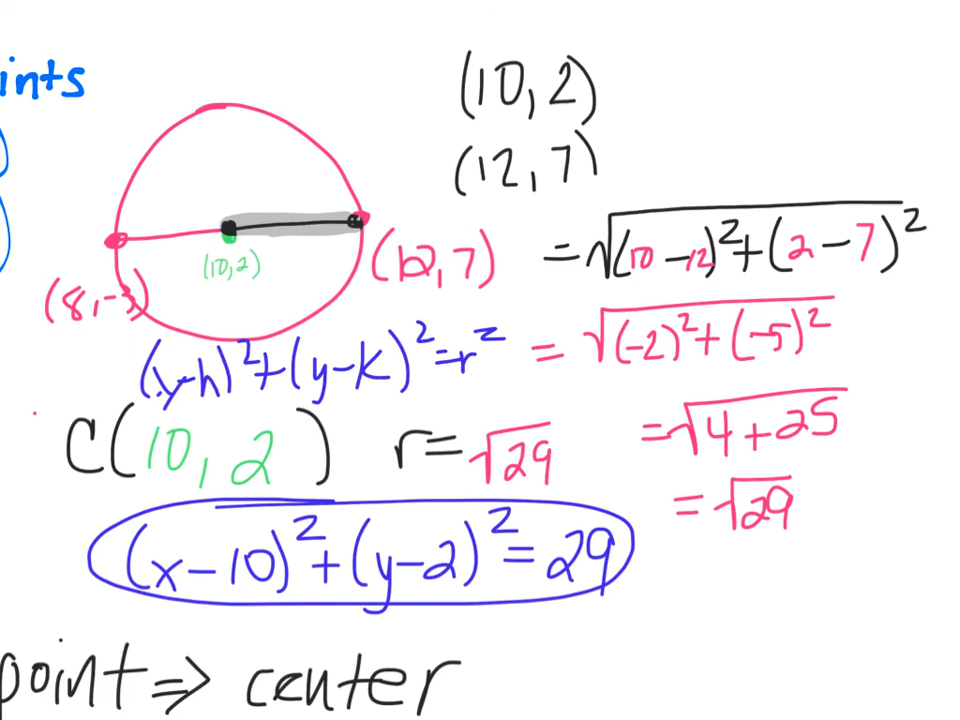 ints
(10, 2)
(12, 7)
(10, 2)
(12, 7)
(8, -3)
= √(10 - 12)² + (2 - 7)²
(y-h)² + (y-k)² = r²
= √(-2)² + (-5)²
C(10, 2) r = √29
= √4 + 25
= √29
(x - 10)² + (y - 2)² = 29
point ⇒ center